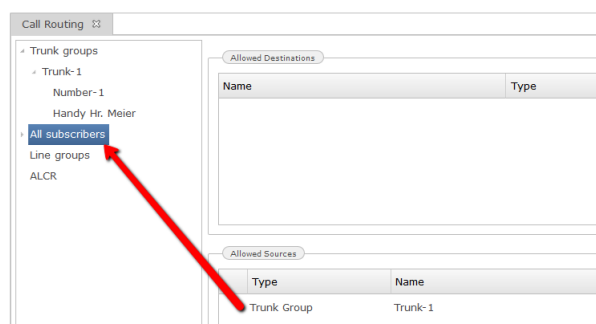 Call Routing
Trunk groups
Trunk-1
Number-1
Handy Hr. Meier
All subscribers
Line groups
ALCR
Allowed Destinations
Name Type
Allowed Sources
Type Name
Trunk Group Trunk-1